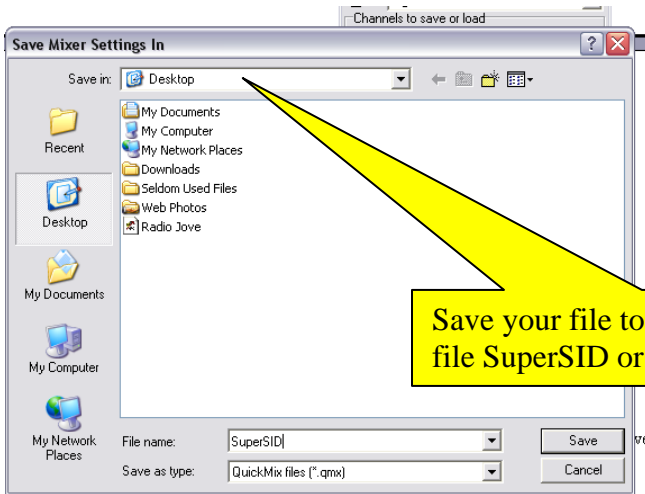 Channels to save or load
Save Mixer Settings In
Save in: Desktop
My Documents
My Computer
My Network Places
Downloads
Seldom Used Files
Web Photos
Radio Jove
Recent
Desktop
My Documents
My Computer
My Network
Places
Save your file to
file SuperSID or
File name: SuperSID Save
Save as type: QuickMix files (*.qmx) Cancel